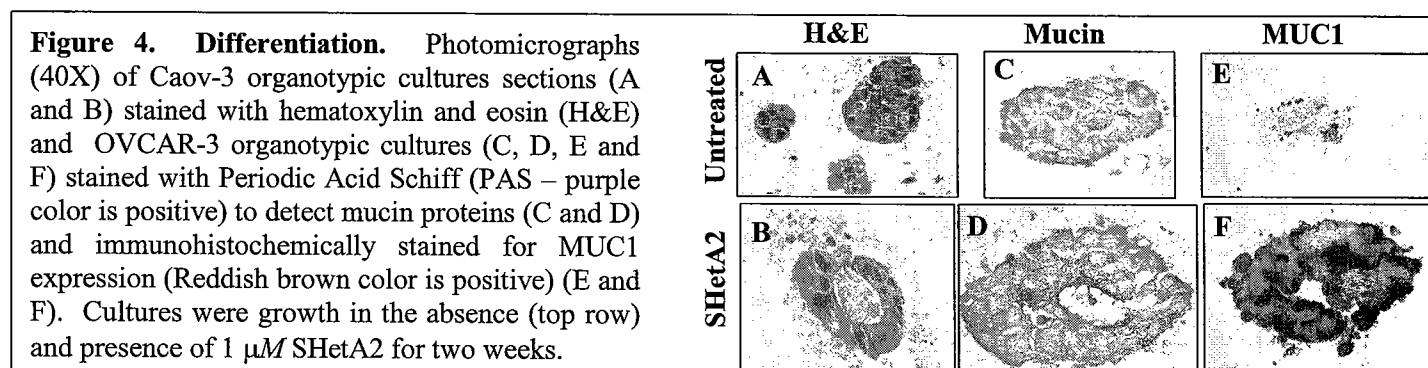 Figure 4. Differentiation. Photomicrographs
(40X) of Caov-3 organotypic cultures sections (A
and B) stained with hematoxylin and eosin (H&E)
and OVCAR-3 organotypic cultures (C, D, E and
F) stained with Periodic Acid Schiff (PAS – purple
color is positive) to detect mucin proteins (C and D)
and immunohistochemically stained for MUC1
expression (Reddish brown color is positive) (E and
F). Cultures were growth in the absence (top row)
and presence of 1 μM SHetA2 for two weeks.
H&E Mucin MUC1
Untreated
A C E
SHetA2
B D F